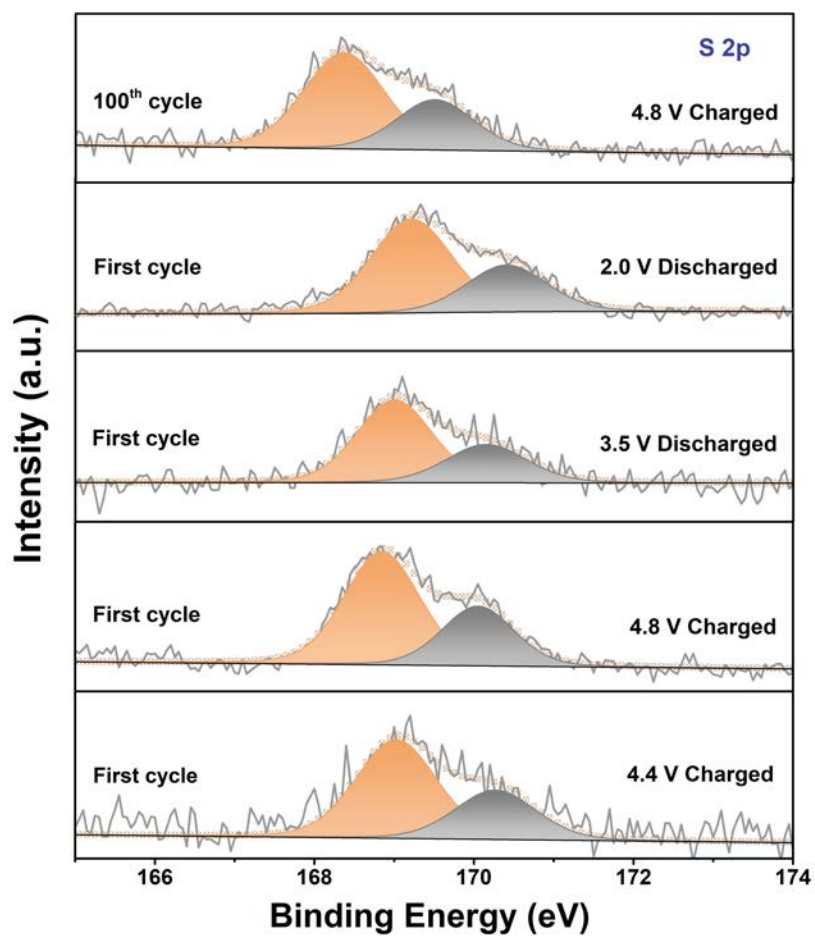 S 2p
100th cycle
4.8 V Charged
First cycle
2.0 V Discharged
First cycle
3.5 V Discharged
First cycle
4.8 V Charged
First cycle
4.4 V Charged
Intensity (a.u.)
166 168 170 172 174
Binding Energy (eV)